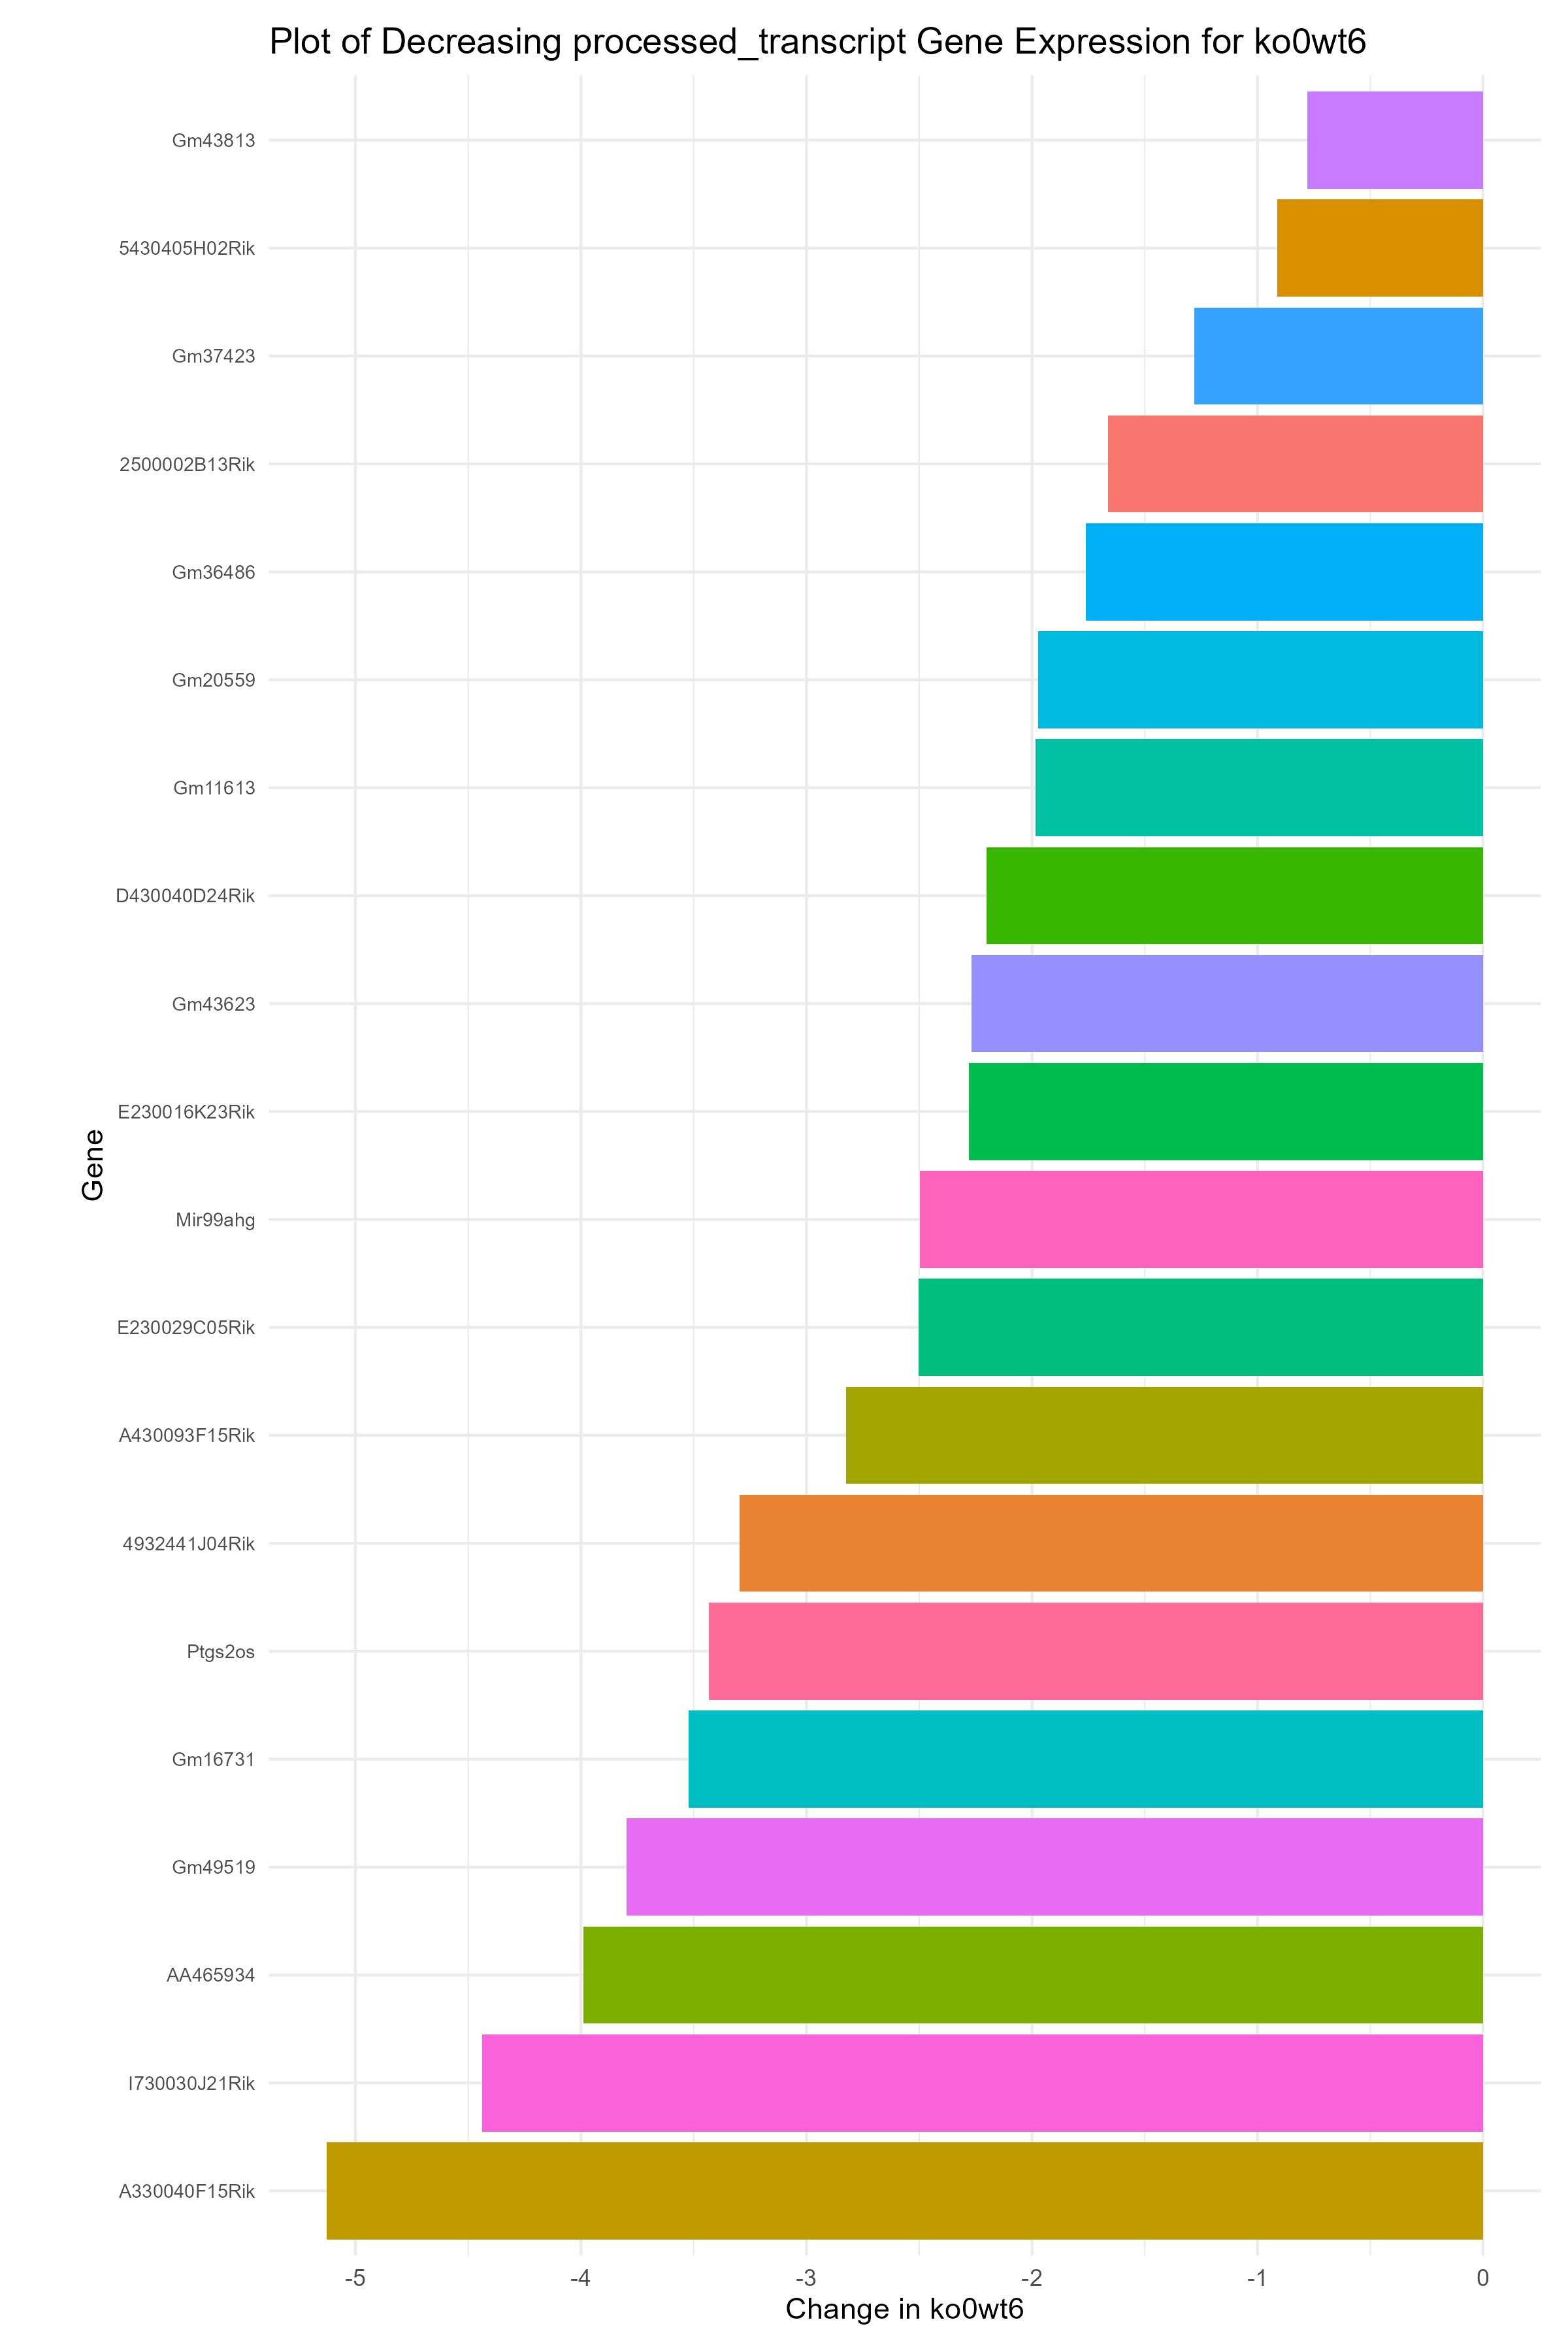 Plot of Decreasing processed_transcript Gene Expression for ko0wt6
Gm43813
5430405H02Rik
Gm37423
2500002B13Rik
Gm36486
Gm20559
Gm11613
D430040D24Rik
Gm43623
E230016K23Rik
Gene
Mir99ahg
E230029C05Rik
A430093F15Rik
4932441J04Rik
Ptgs2os
Gm16731
Gm49519
AA465934
I730030J21Rik
A330040F15Rik
-5 -4 -3 -2 -1 0
Change in ko0wt6